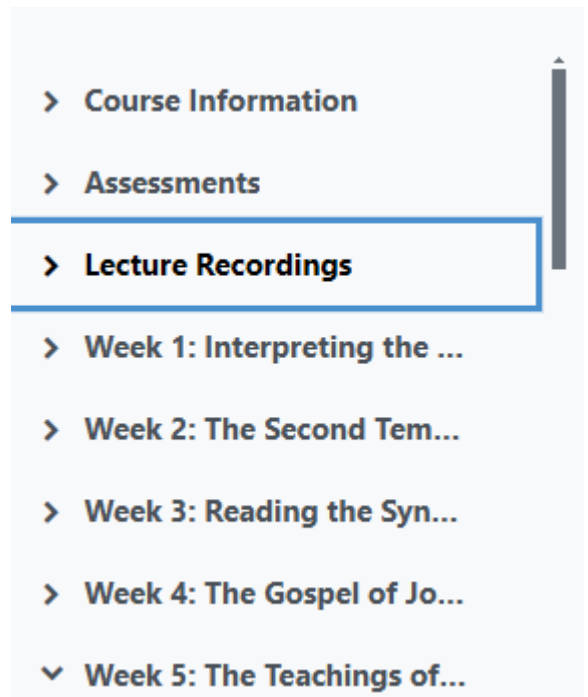 Course Information
Assessments
Lecture Recordings
Week 1: Interpreting the ...
Week 2: The Second Tem...
Week 3: Reading the Syn...
Week 4: The Gospel of Jo...
Week 5: The Teachings of...